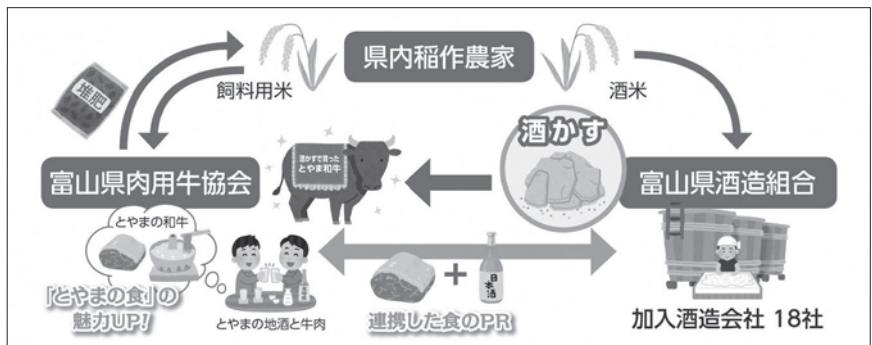 県内稲作農家
飼料用米
酒米
堆肥
酒かす
酒かすで育った
とやま和牛
富山県肉用牛協会
富山県酒造組合
とやまの和牛
「とやまの食」の
魅力UP!
とやまの地酒と牛肉
日本酒
+
連携した食のPR
加入酒造会社 18社